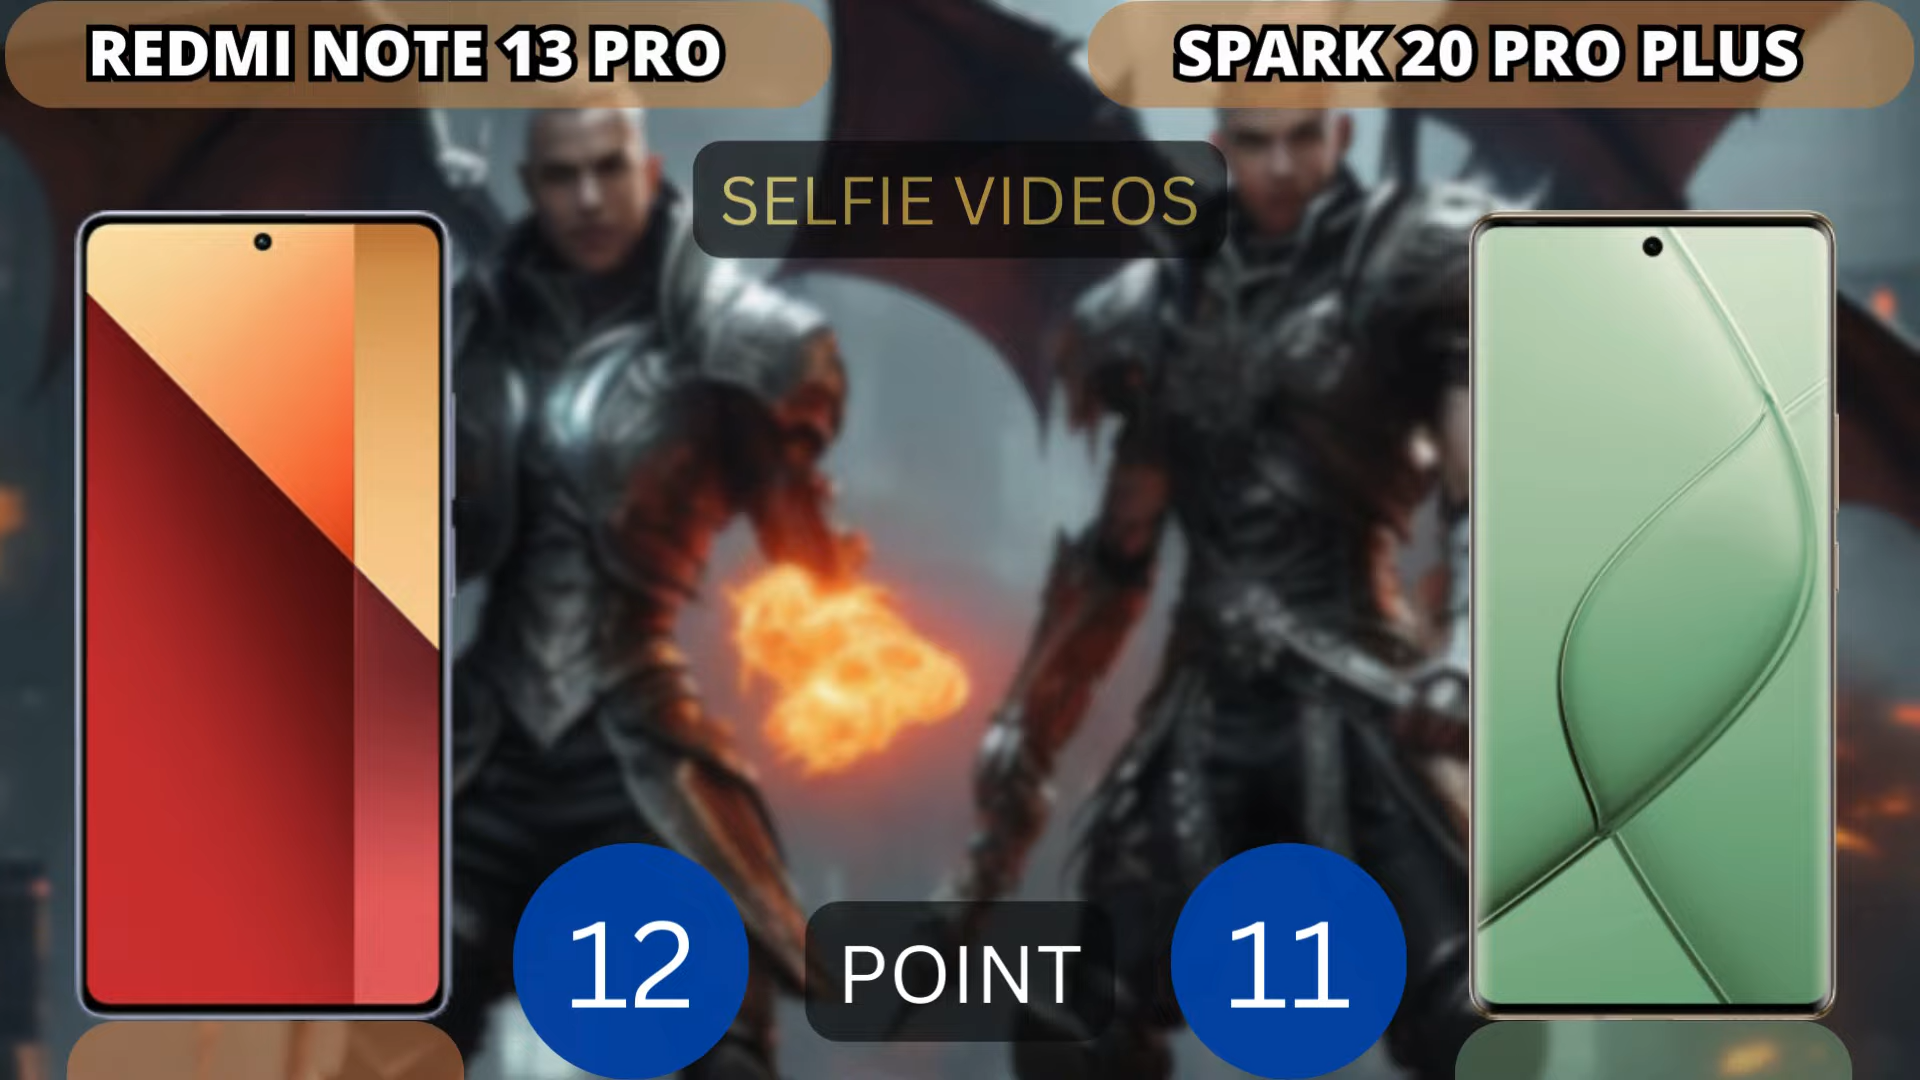 REDMI NOTE 13 PRO
SPARK 20 PRO PLUS
SELFIE VIDEOS
12
POINT
11